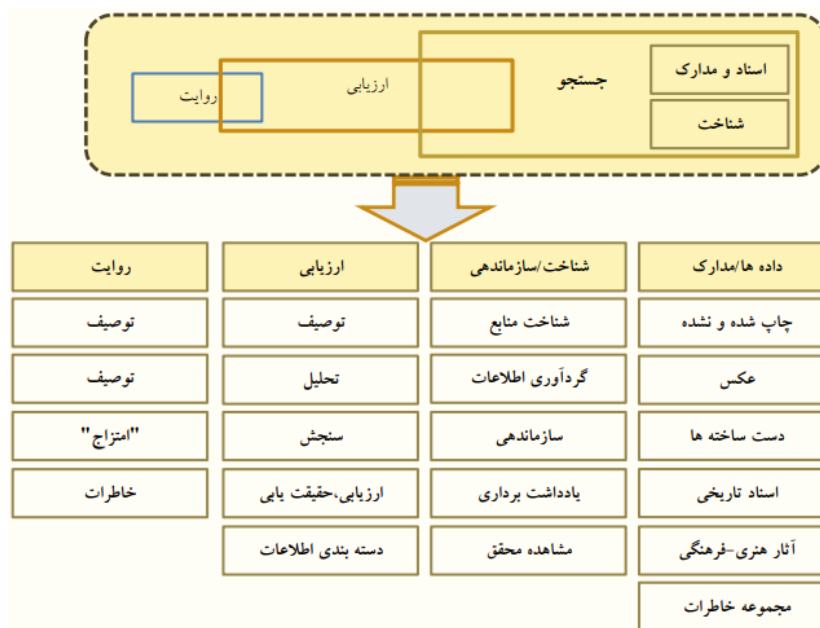 اسناد و مدارک
شناخت
جستجو
ارزیابی
روایت
داده ها/مدارک
شناخت/سازماندهی
ارزیابی
روایت
چاپ شده و نشده
شناخت منابع
توصیف
توصیف
عکس
گردآوری اطلاعات
تحلیل
توصیف
دست ساخته ها
سازماندهی
سنجش
"امتزاج"
اسناد تاریخی
یادداشت برداری
ارزیابی،حقیقت یابی
خاطرات
آثار هنری-فرهنگی
مشاهده محقق
دسته بندی اطلاعات
مجموعه خاطرات